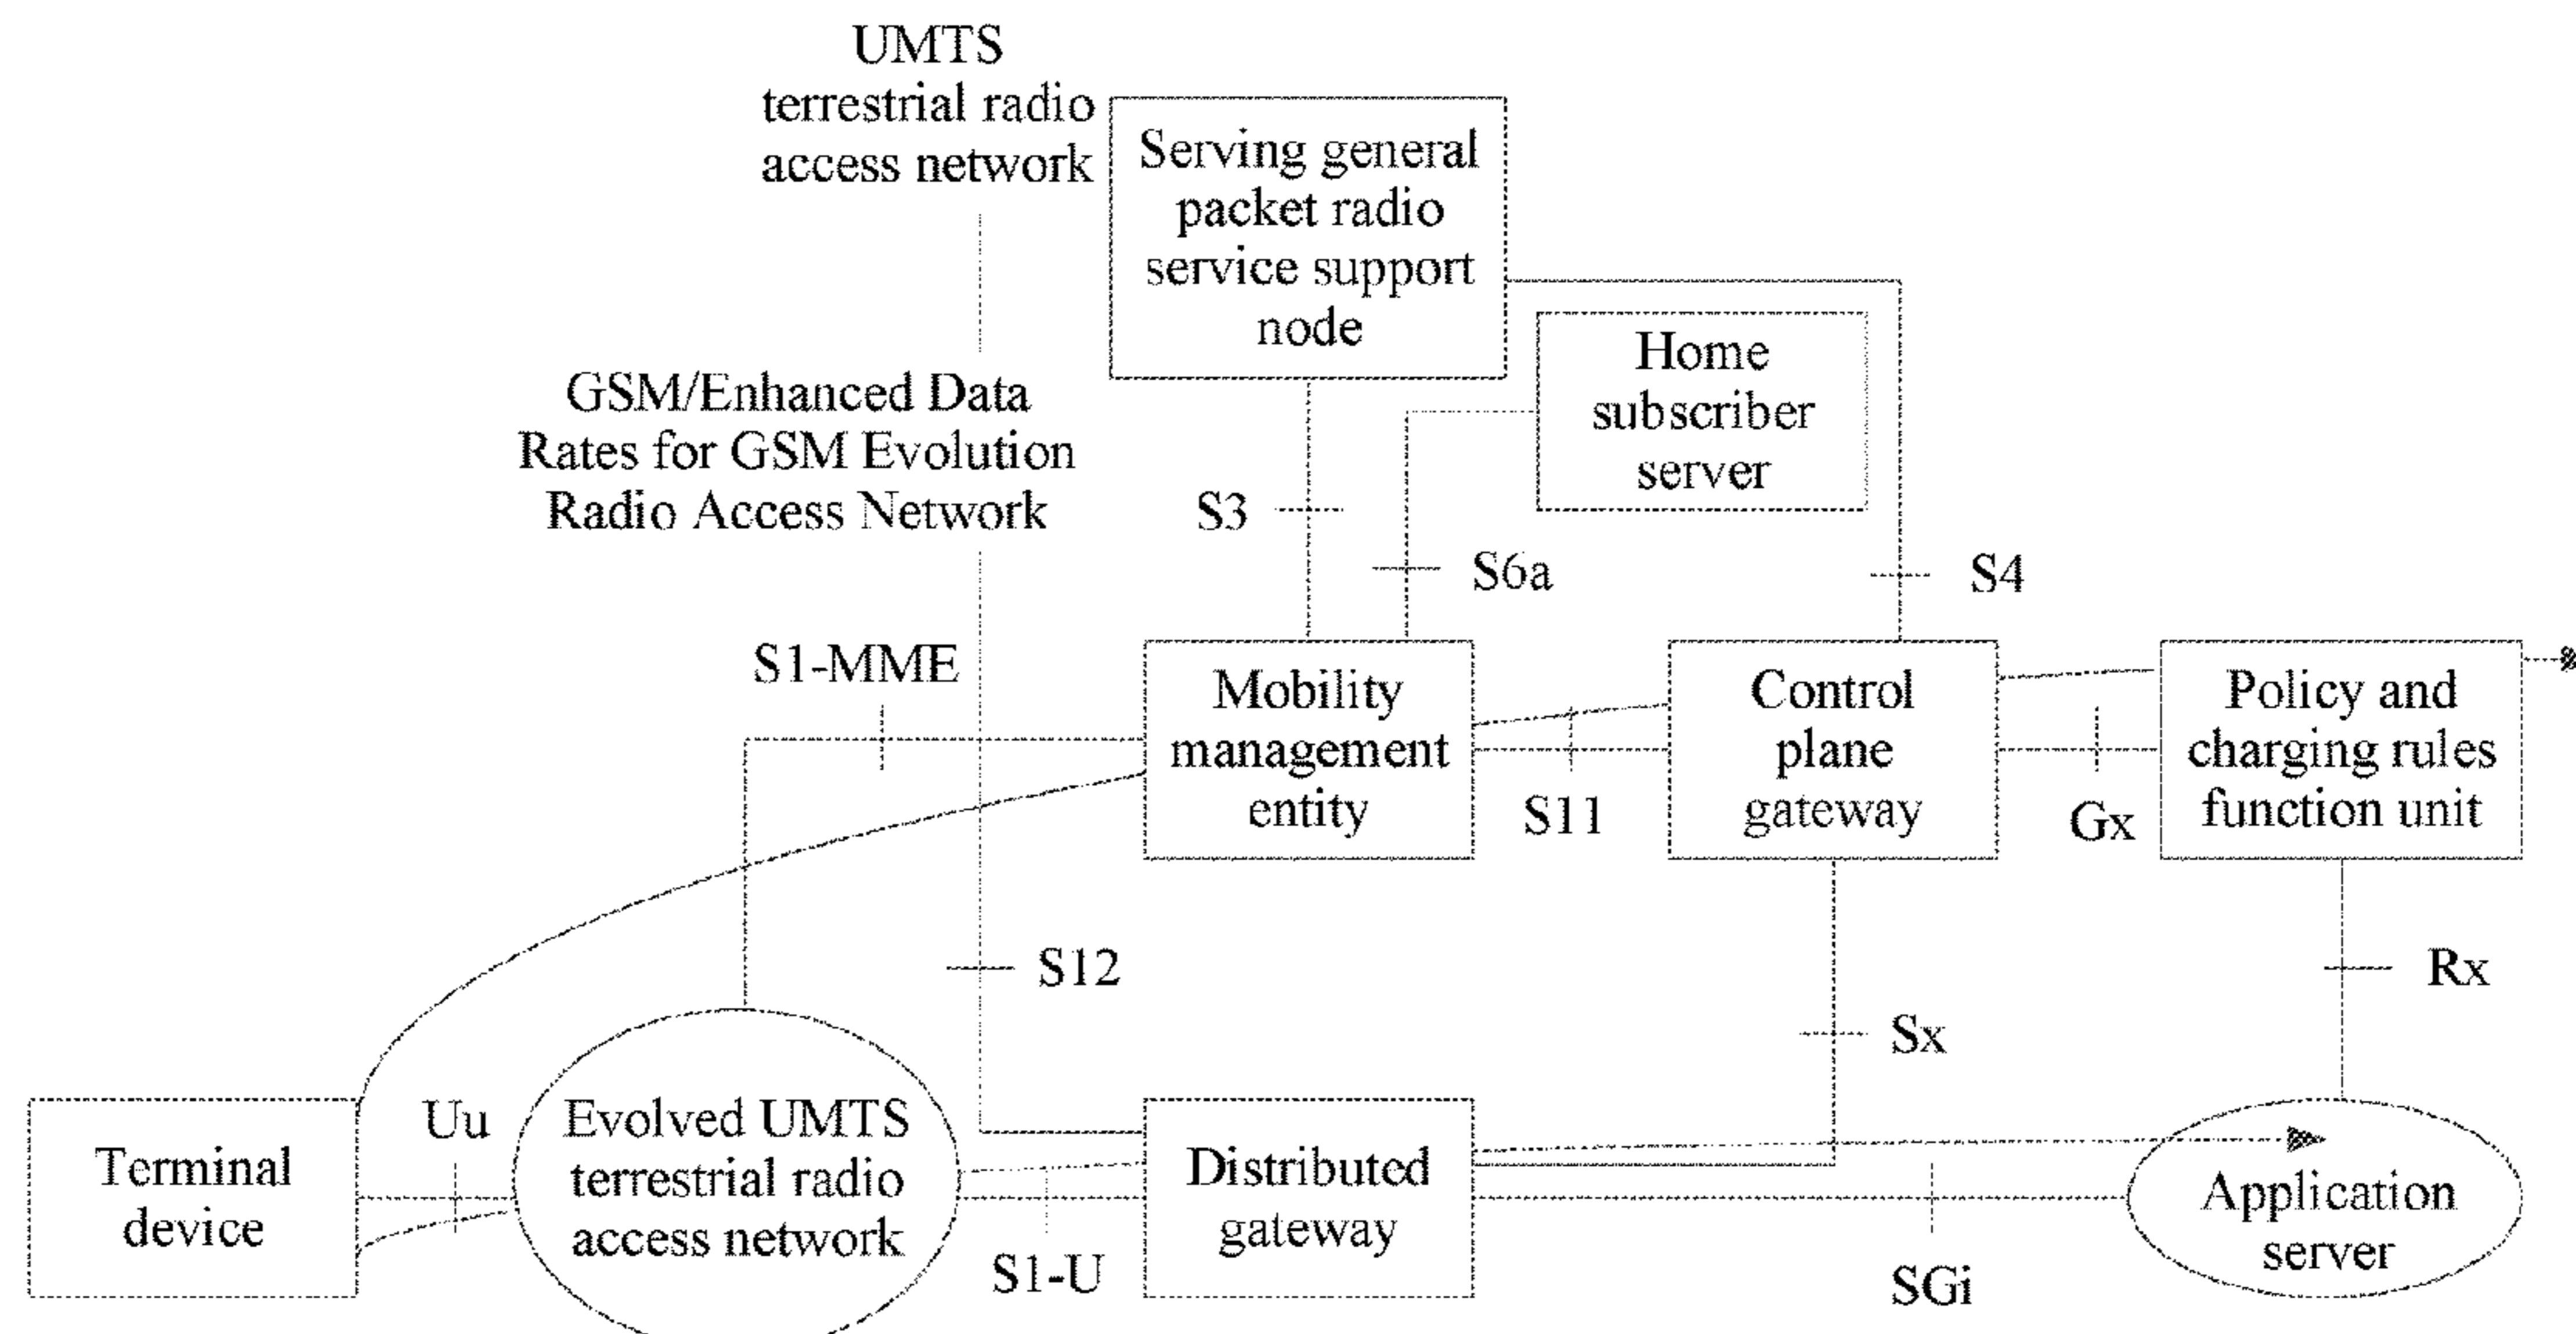 UMTS
terrestrial radio
access network
Serving general
packet radio
service support
node
Home
subscriber
server
GSM/Enhanced Data
Rates for GSM Evolution
Radio Access Network
S3
S6a
S4
S1-MME
Mobility
management
entity
Control
plane
gateway
Policy and
charging rules
function unit
S11
Gx
S12
Sx
Rx
Terminal
device
Uu
Evolved UMTS
terrestrial radio
access network
S1-U
Distributed
gateway
SGi
Application
server